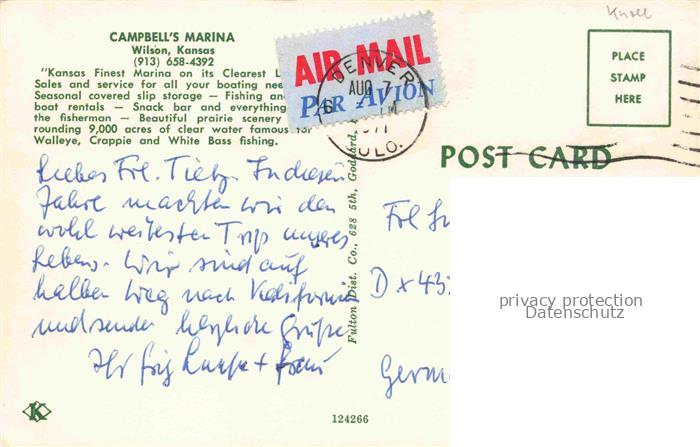 CAMPBELL'S MARINA
Wilson, Kansas
(913) 658-4392
"Kansas Finest Marina on its Clearest L
Sales and service for all your boating nee
Seasonal covered slip storage — Fishing and
boat rentals — Snack bar and everything
the fisherman — Beautiful prairie scenery
rounding 9,000 acres of clear water famous for
Walleye, Crappie and White Bass fishing.
AIR MAIL
PAR AVION
DENVER
AUG 7
COLO.
Knoll
PLACE
STAMP
HERE
POST CARD
Liebes Frl. Tietz. In diesem
Jahre machten wir den
wohl weitesten Trip unseres
Lebens. Wir sind auf
halben Weg nach Kalifornien
und senden herzliche Grüße
Ihr + Frau
Fulton Dist. Co., 628 5th, Goddard,
Frl
D x 43
Germ
privacy protection
Datenschutz
K
124266